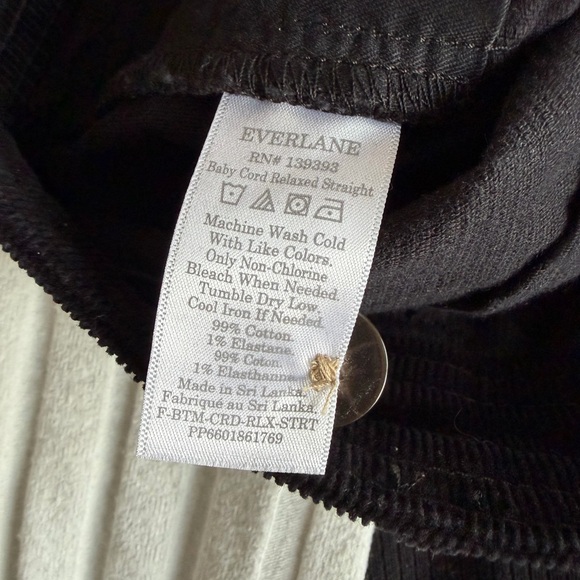 EVERLANE
RN# 139393
Baby Cord Relaxed Straight
Machine Wash Cold
With Like Colors.
Only Non-Chlorine
Bleach When Needed.
Tumble Dry Low.
Cool Iron If Needed.
99% Cotton.
1% Elastane.
99% Coton.
1% Elasthanne
Made in Sri Lanka.
Fabriqué au Sri Lanka.
F-BTM-CRD-RLX-STRT
PP6601861769